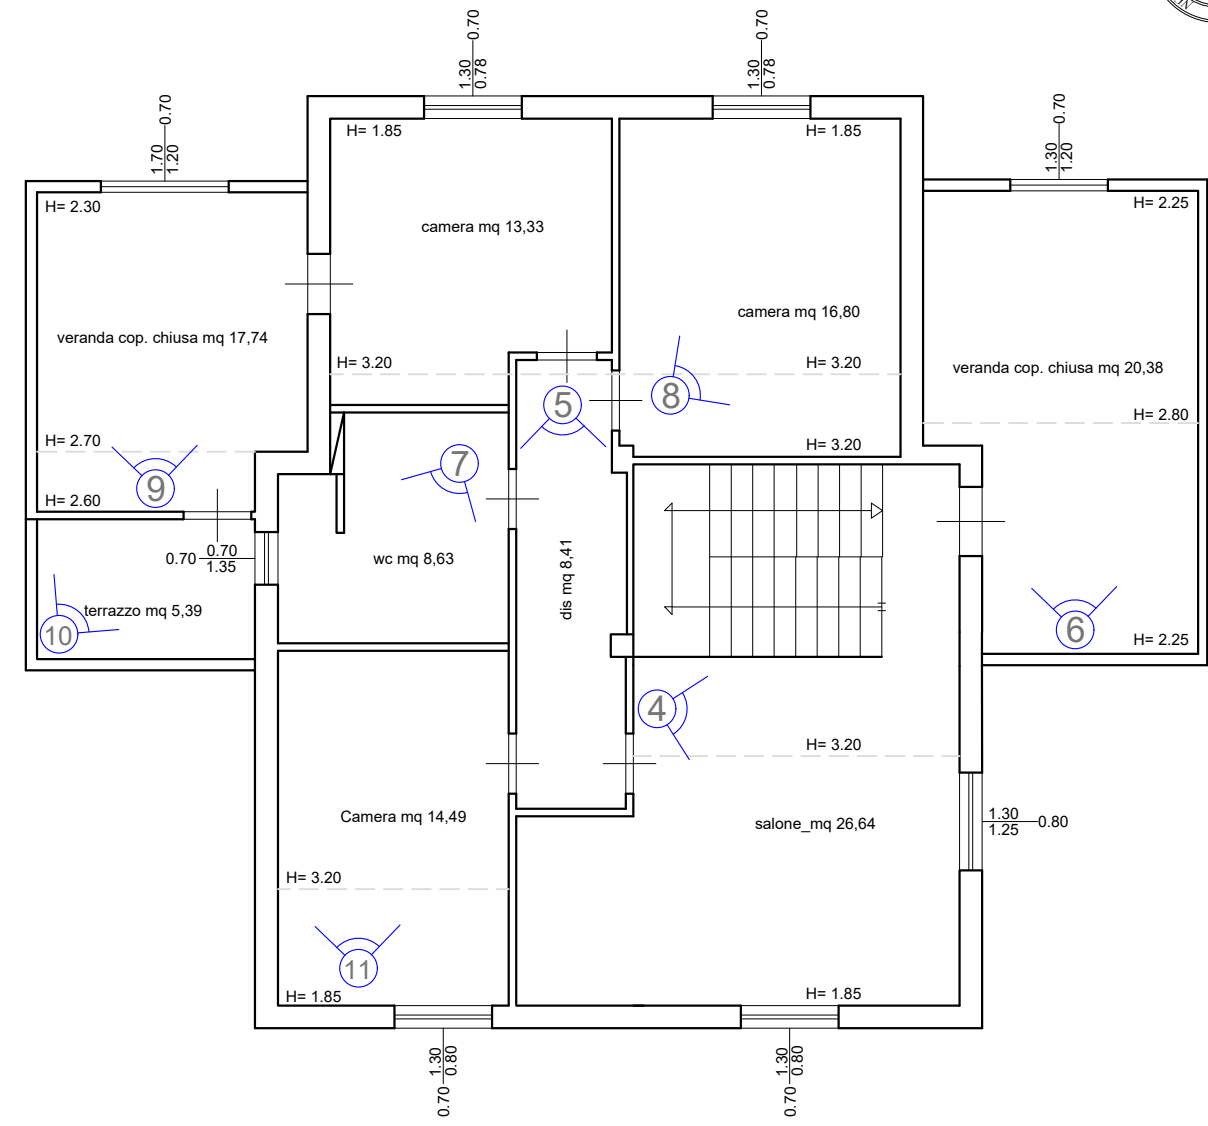 0.70
1.30
0.78
0.70
1.30
0.78
0.70
1.70
1.20
0.70
1.30
1.20
H= 1.85
H= 1.85
H= 2.30
H= 2.25
camera mq 13,33
camera mq 16,80
veranda cop. chiusa mq 17,74
veranda cop. chiusa mq 20,38
H= 3.20
H= 3.20
5
8
H= 2.80
H= 2.70
H= 3.20
7
9
H= 2.60
0.70
0.70
1.35
wc mq 8,63
dis mq 8,41
terrazzo mq 5,39
10
6
H= 2.25
4
H= 3.20
Camera mq 14,49
salone_mq 26,64
1.30
1.25
0.80
H= 3.20
11
H= 1.85
H= 1.85
0.70
1.30
0.80
0.70
1.30
0.80